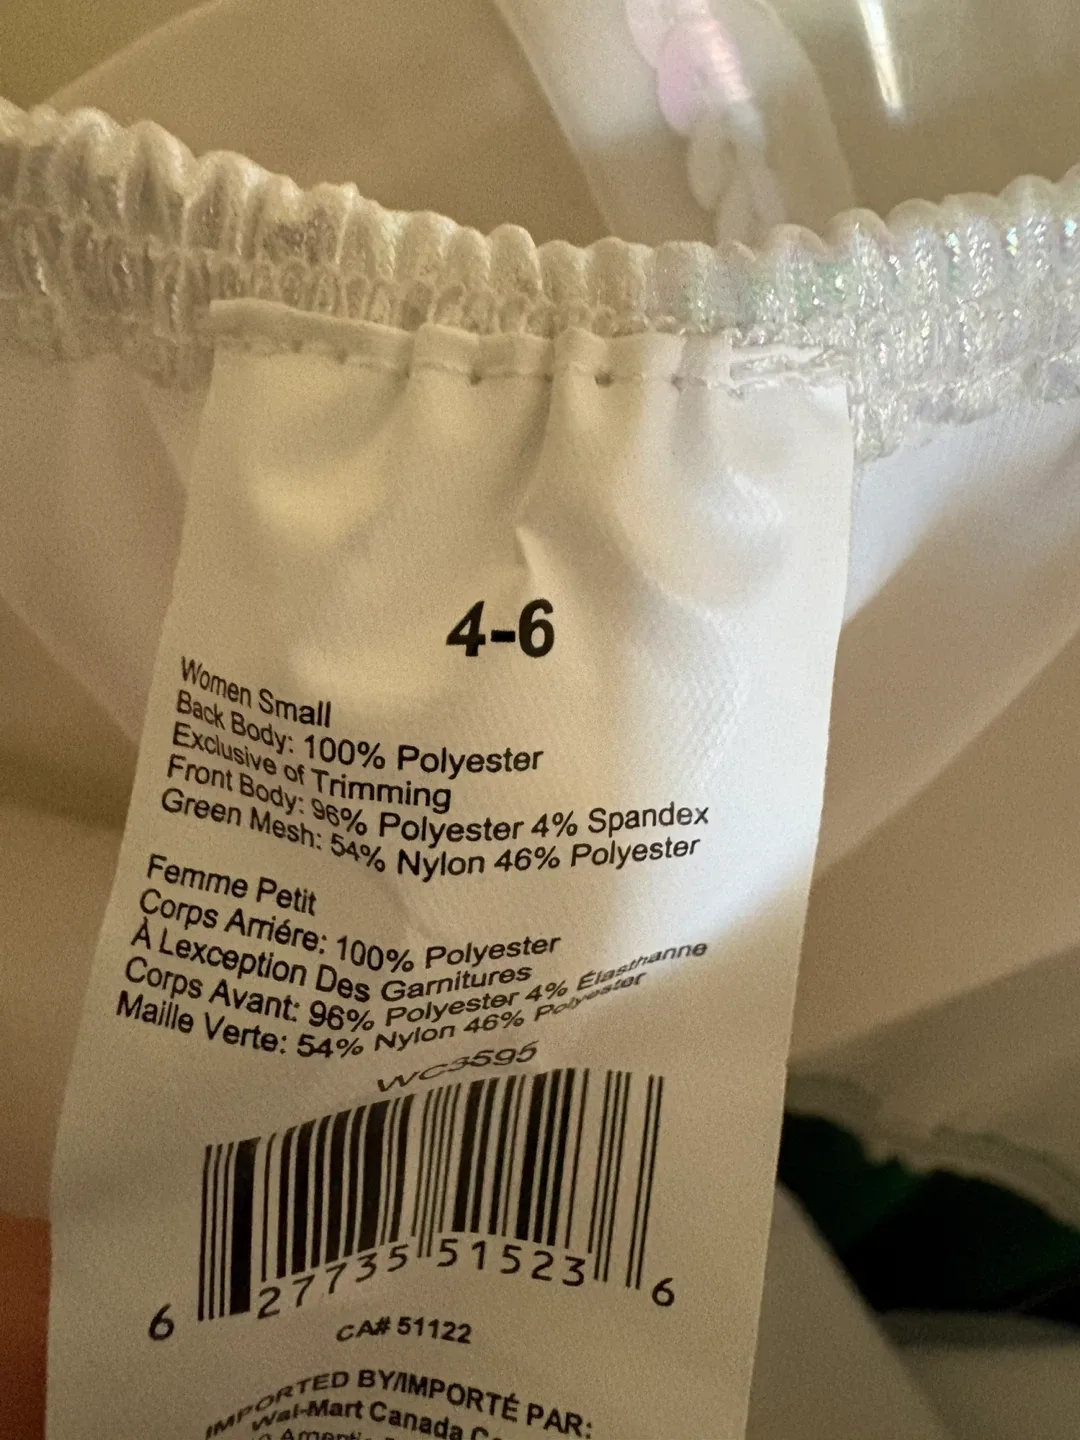 4-6
Women Small
Back Body: 100% Polyester
Exclusive of Trimming
Front Body: 96% Polyester 4% Spandex
Green Mesh: 54% Nylon 46% Polyester
Femme Petit
Corps Arriére: 100% Polyester
À Lexception Des Garnitures
Corps Avant: 96% Polyester 4% Élasthanne
Maille Verte: 54% Nylon 46% Polyester
WC3595
6 27735 51523 6
CA# 51122
IMPORTED BY/IMPORTÉ PAR:
Wal-Mart Canada